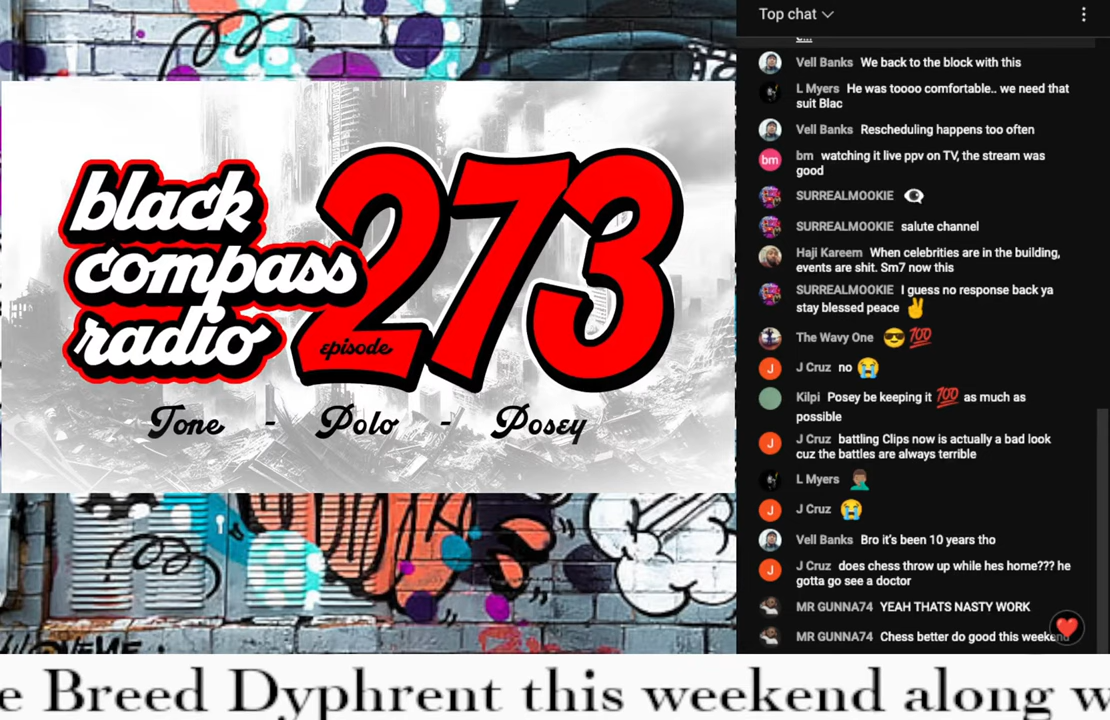 Top chat
Vell Banks We back to the block with this
L Myers He was toooo comfortable.. we need that
suit Blac
Vell Banks Rescheduling happens too often
bm bm watching it live ppv on TV, the stream was
good
SURREALMOOKIE
SURREALMOOKIE salute channel
Haji Kareem When celebrities are in the building,
events are shit. Sm7 now this
SURREALMOOKIE I guess no response back ya
stay blessed peace ✌️
The Wavy One 😎💯
J J Cruz no 😭
Kilpi Posey be keeping it 💯 as much as
possible
J J Cruz battling Clips now is actually a bad look
cuz the battles are always terrible
L Myers 🤦🏽‍♂️
J J Cruz 😭
Vell Banks Bro it's been 10 years tho
J J Cruz does chess throw up while hes home??? he
gotta go see a doctor
MR GUNNA74 YEAH THATS NASTY WORK
MR GUNNA74 Chess better do good this weekend
black
compass
radio
273
episode
Tone - Polo - Posey
e Breed Dyphrent this weekend along w